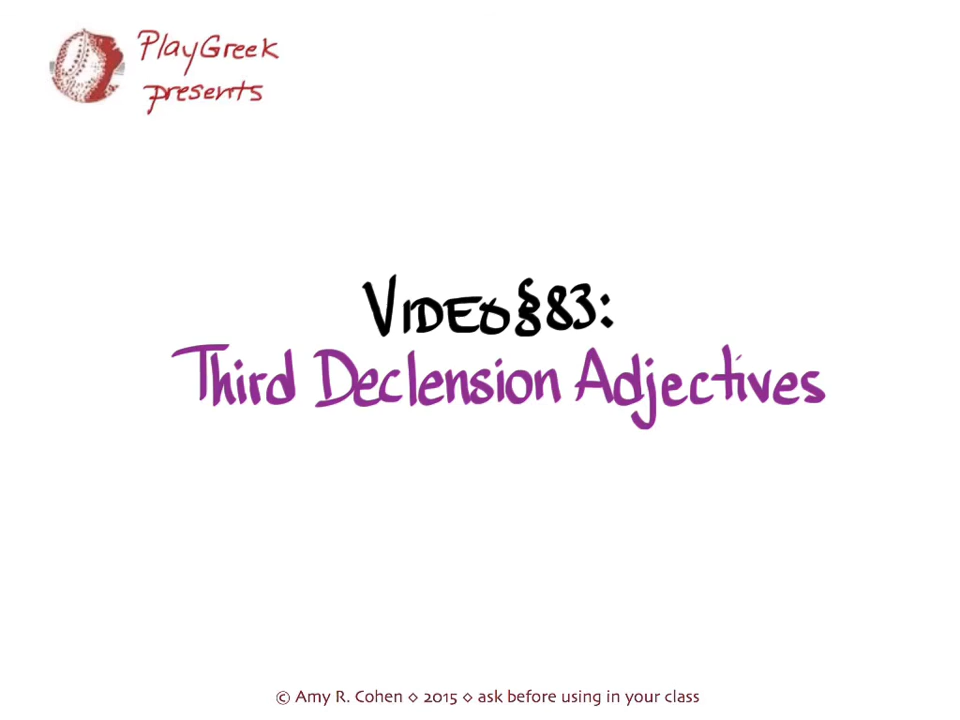 PlayGreek
presents
VIDEO§83:
Third Declension Adjectives
© Amy R. Cohen ◇ 2015 ◇ ask before using in your class